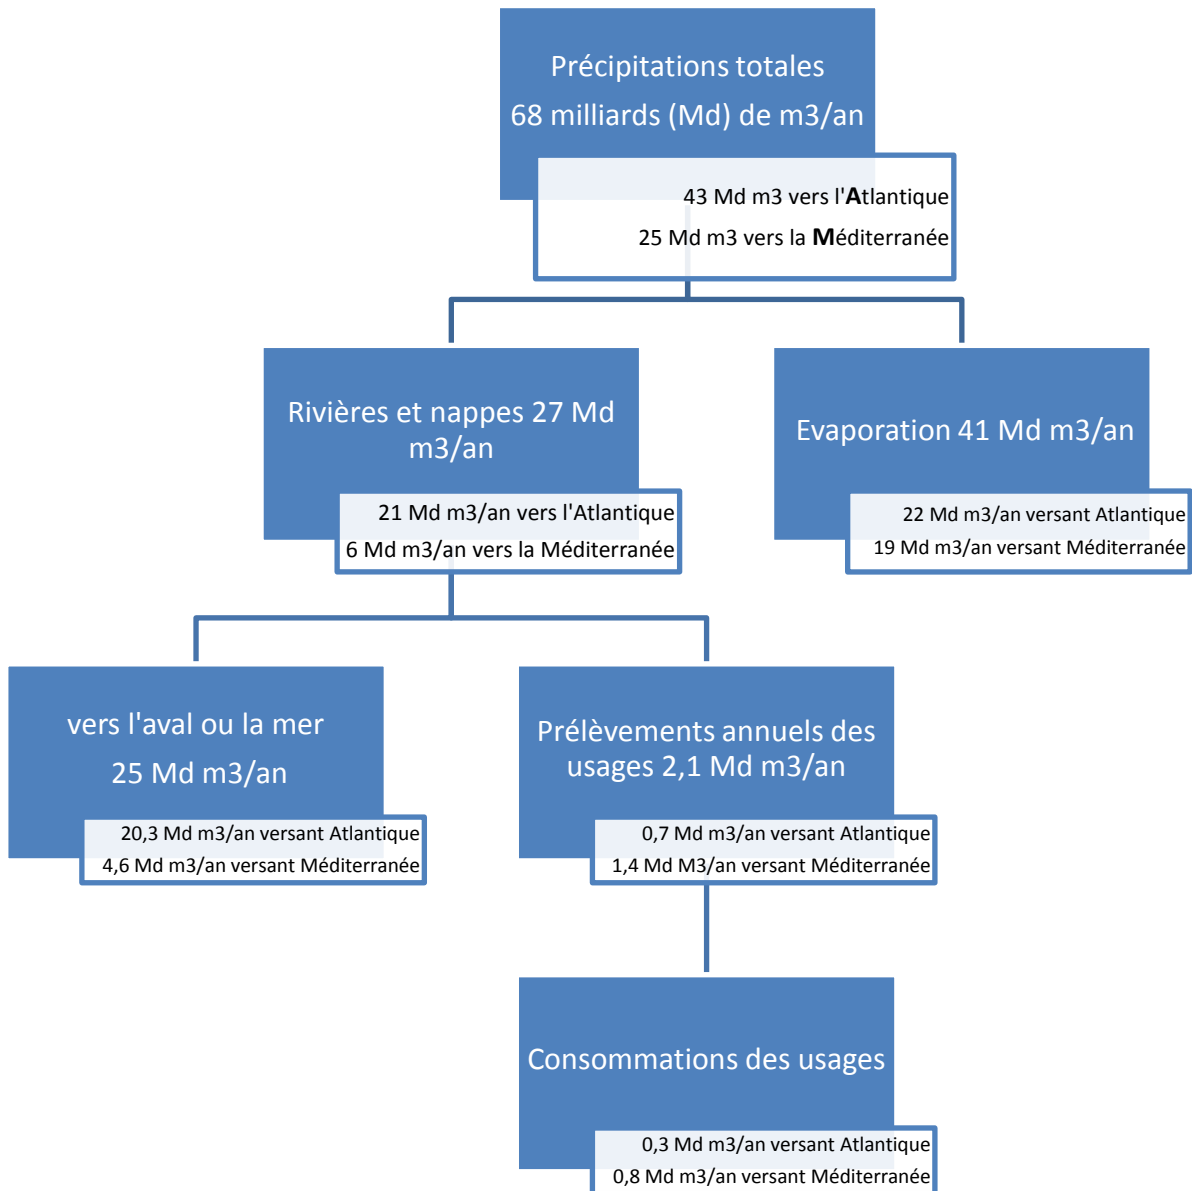 Précipitations totales
68 milliards (Md) de m3/an
43 Md m3 vers l'Atlantique
25 Md m3 vers la Méditerranée
Rivières et nappes 27 Md
m3/an
21 Md m3/an vers l'Atlantique
6 Md m3/an vers la Méditerranée
Evaporation 41 Md m3/an
22 Md m3/an versant Atlantique
19 Md m3/an versant Méditerranée
vers l'aval ou la mer
25 Md m3/an
20,3 Md m3/an versant Atlantique
4,6 Md m3/an versant Méditerranée
Prélèvements annuels des
usages 2,1 Md m3/an
0,7 Md m3/an versant Atlantique
1,4 Md M3/an versant Méditerranée
Consommations des usages
0,3 Md m3/an versant Atlantique
0,8 Md m3/an versant Méditerranée